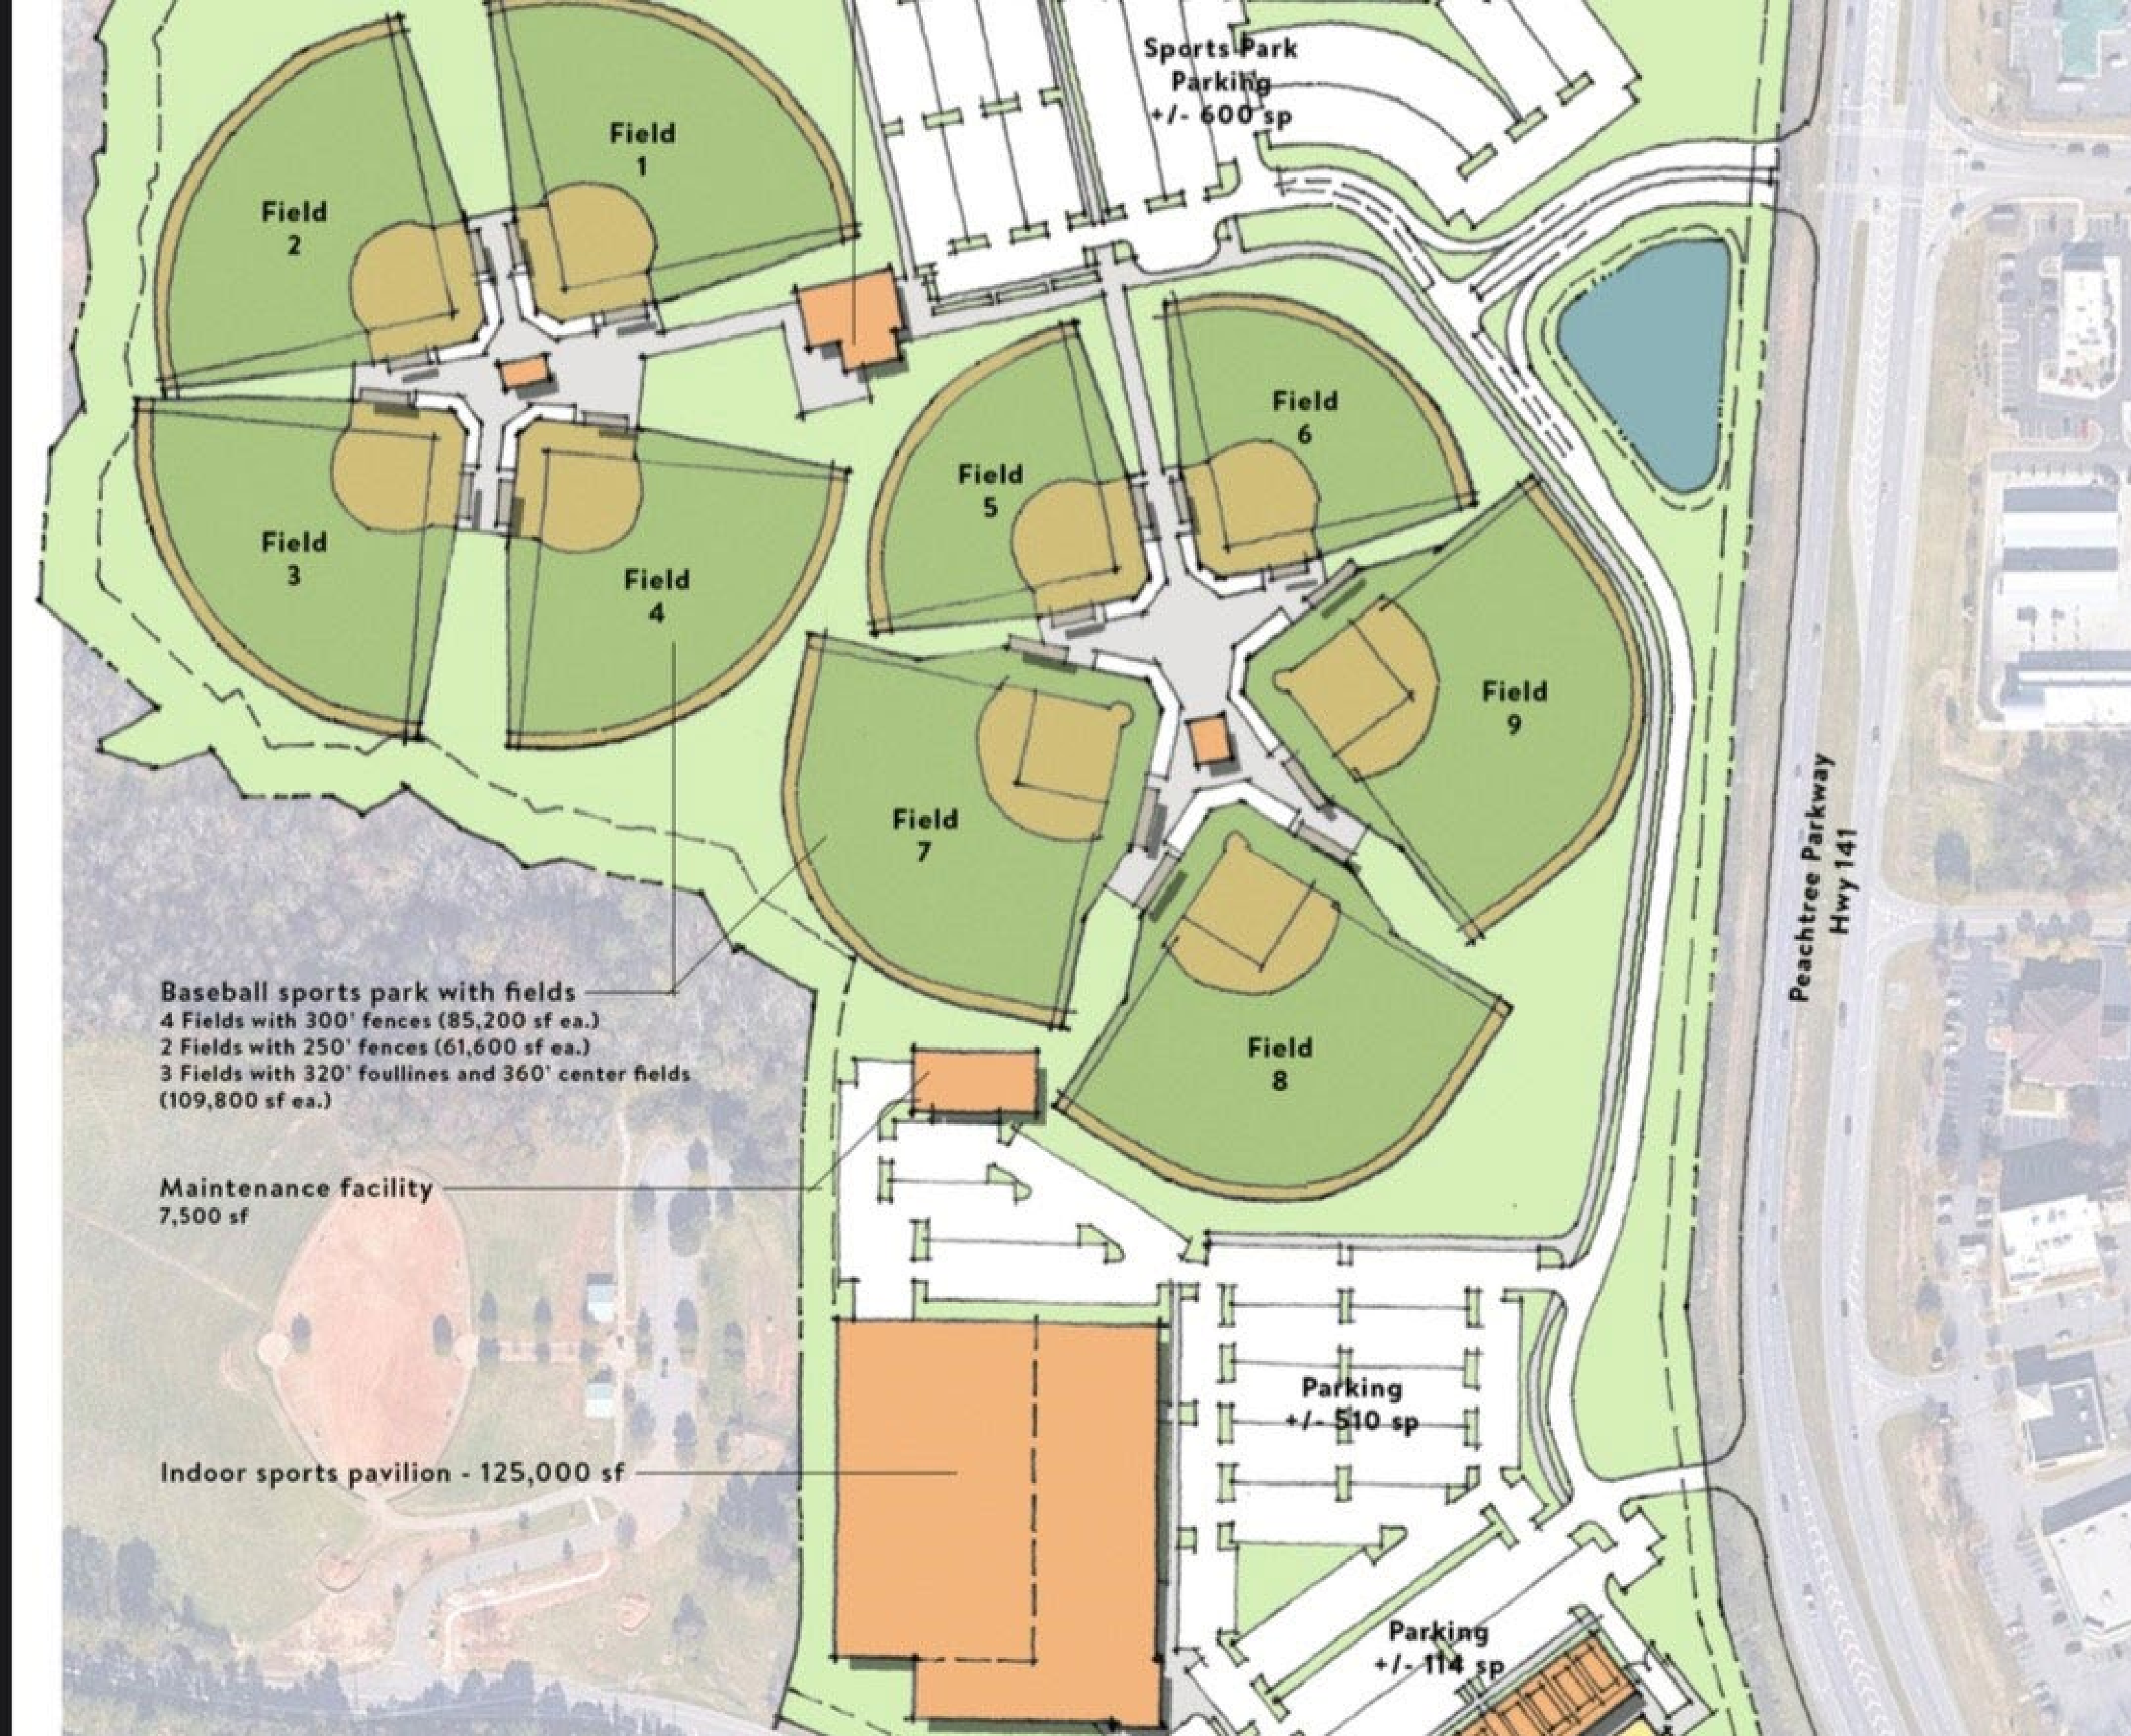 Sports Park
Parking
+/- 600 sp
Field
1
Field
2
Field
3
Field
4
Field
5
Field
6
Field
9
Field
7
Field
8
Peachtree Parkway
Hwy 141
Baseball sports park with fields
4 Fields with 300' fences (85,200 sf ea.)
2 Fields with 250' fences (61,600 sf ea.)
3 Fields with 320' foullines and 360' center fields
(109,800 sf ea.)
Maintenance facility
7,500 sf
Parking
+/- 510 sp
Indoor sports pavilion - 125,000 sf
Parking
+/- 114 sp